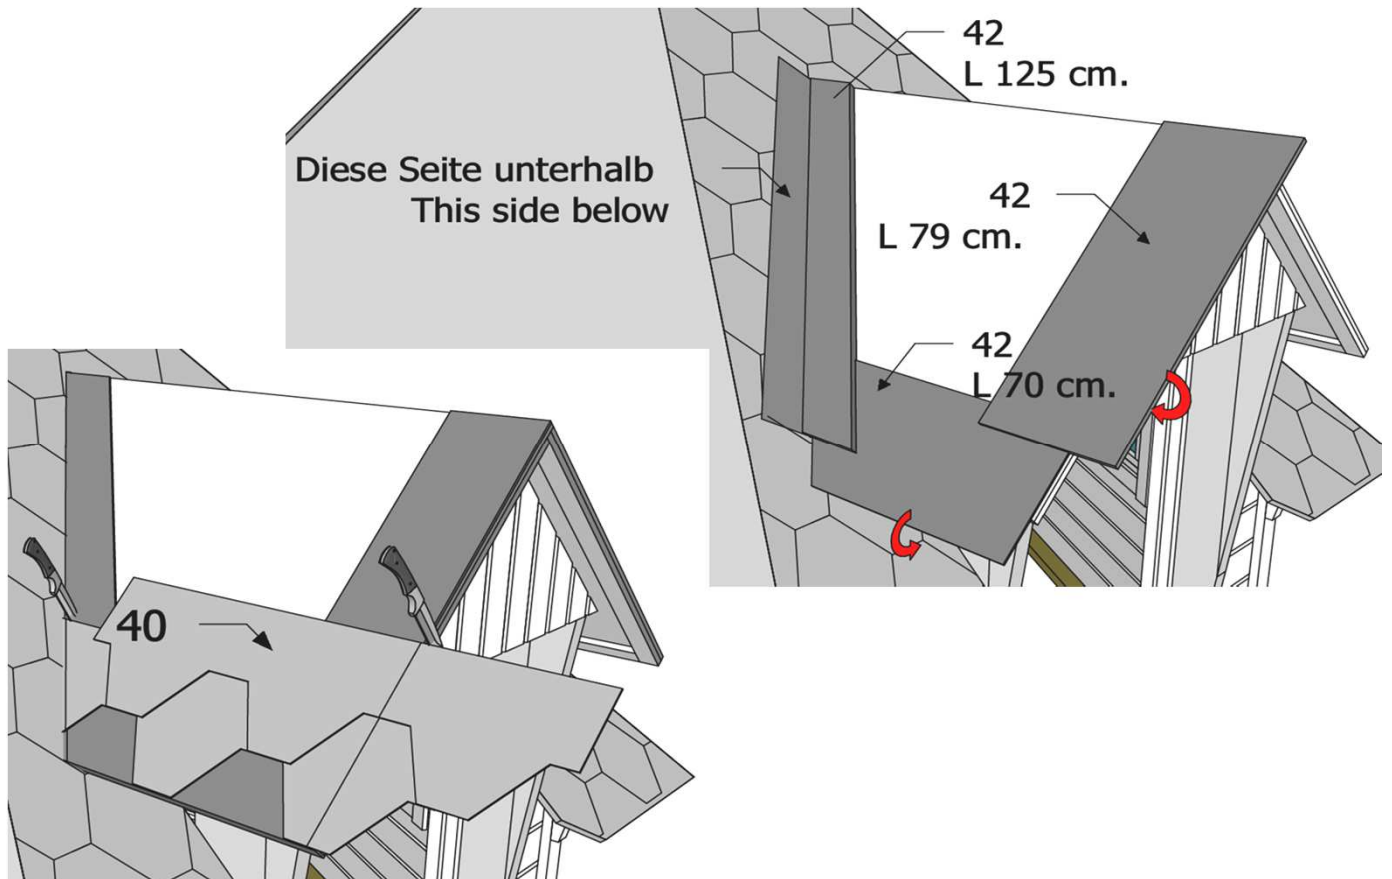 42
L 125 cm.
Diese Seite unterhalb
This side below
42
L 79 cm.
42
L 70 cm.
40